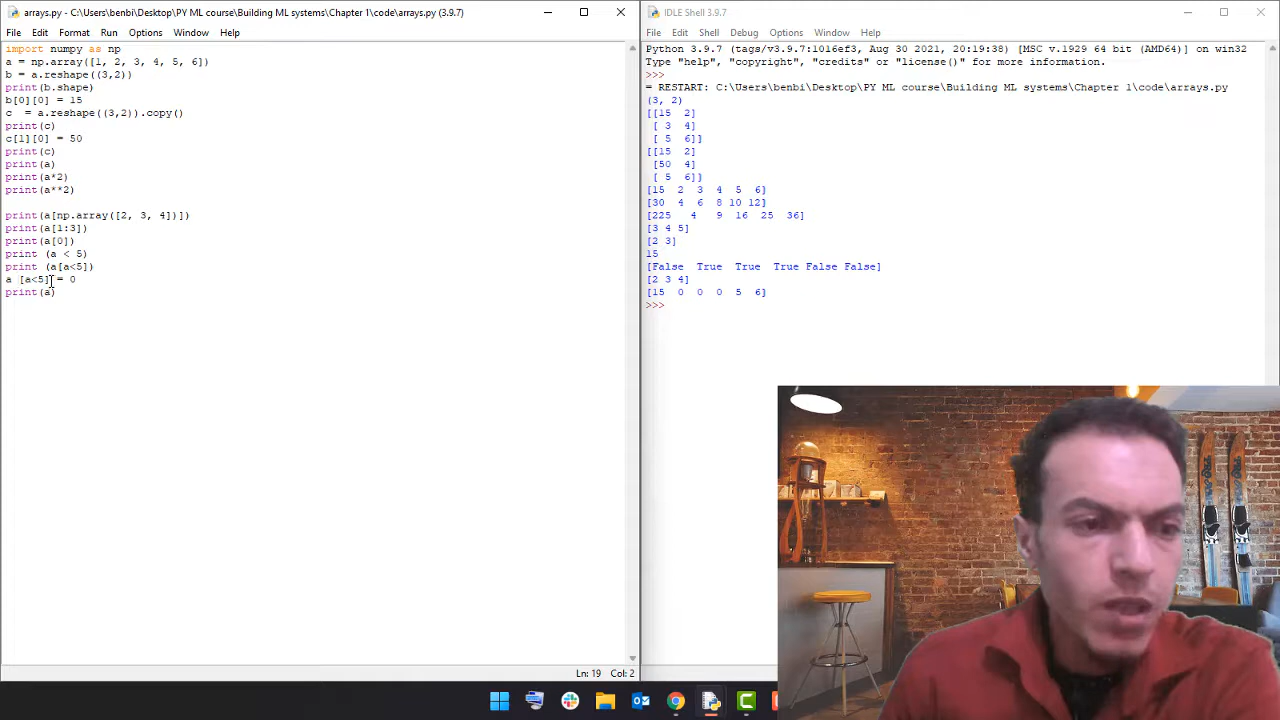 arrays.py - C:\Users\benbi\Desktop\PY ML course\Building ML systems\Chapter 1\code\arrays.py (3.9.7)
File Edit Format Run Options Window Help
import numpy as np
a = np.array([1, 2, 3, 4, 5, 6])
b = a.reshape((3,2))
print(b.shape)
b[0][0] = 15
c  = a.reshape((3,2)).copy()
print(c)
c[1][0] = 50
print(c)
print(a)
print(a*2)
print(a**2)
print(a[np.array([2, 3, 4])])
print(a[1:3])
print(a[0])
print (a < 5)
print (a[a<5])
a [a<5] = 0
print(a)
Ln: 19 Col: 2
IDLE Shell 3.9.7
File Edit Shell Debug Options Window Help
Python 3.9.7 (tags/v3.9.7:1016ef3, Aug 30 2021, 20:19:38) [MSC v.1929 64 bit (AMD64)] on win32
Type "help", "copyright", "credits" or "license()" for more information.
>>>
= RESTART: C:\Users\benbi\Desktop\PY ML course\Building ML systems\Chapter 1\code\arrays.py
(3, 2)
[[15  2]
 [ 3  4]
 [ 5  6]]
[[15  2]
 [50  4]
 [ 5  6]]
[15  2  3  4  5  6]
[30  4  6  8 10 12]
[225   4   9  16  25  36]
[3 4 5]
[2 3]
15
[False  True  True  True False False]
[2 3 4]
[15  0  0  0  5  6]
>>>